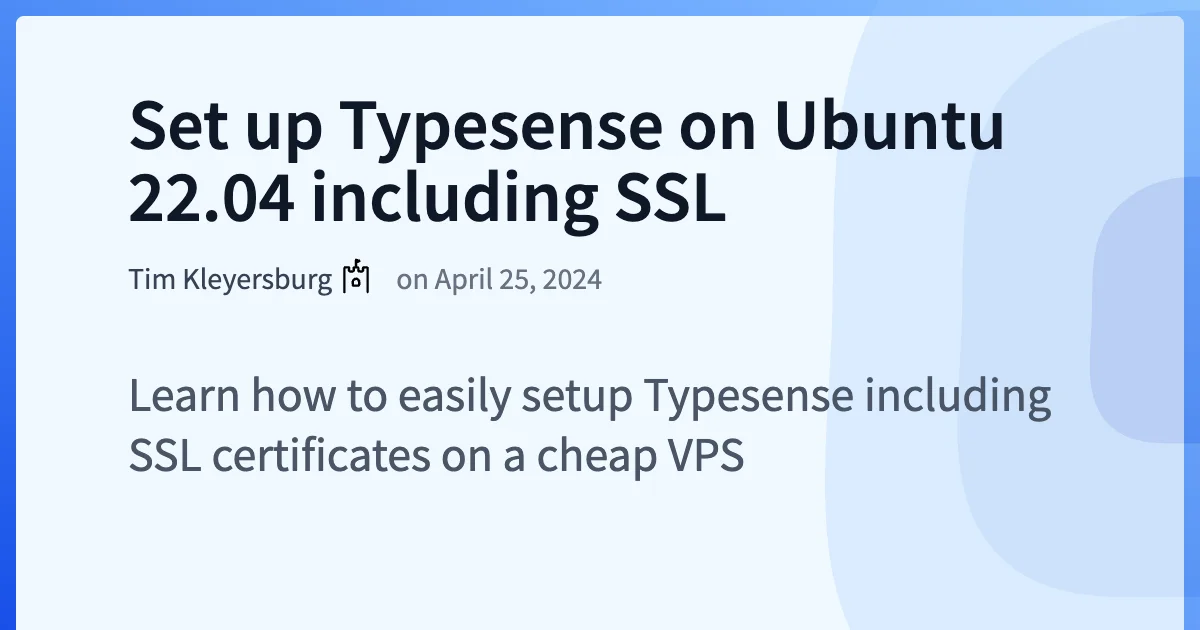 Set up Typesense on Ubuntu
22.04 including SSL
Tim Kleyersburg on April 25, 2024
Learn how to easily setup Typesense including
SSL certificates on a cheap VPS